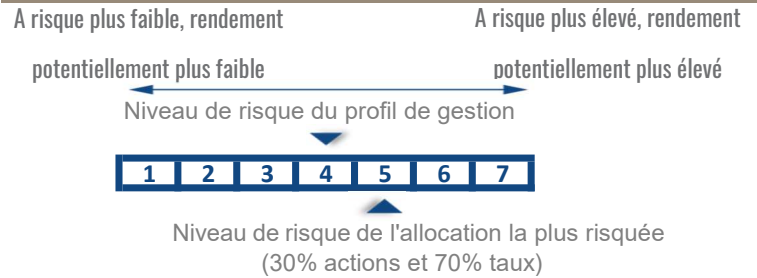 A risque plus faible, rendement
potentiellement plus faible
A risque plus élevé, rendement
potentiellement plus élevé
Niveau de risque du profil de gestion
1 2 3 4 5 6 7
Niveau de risque de l'allocation la plus risquée
(30% actions et 70% taux)